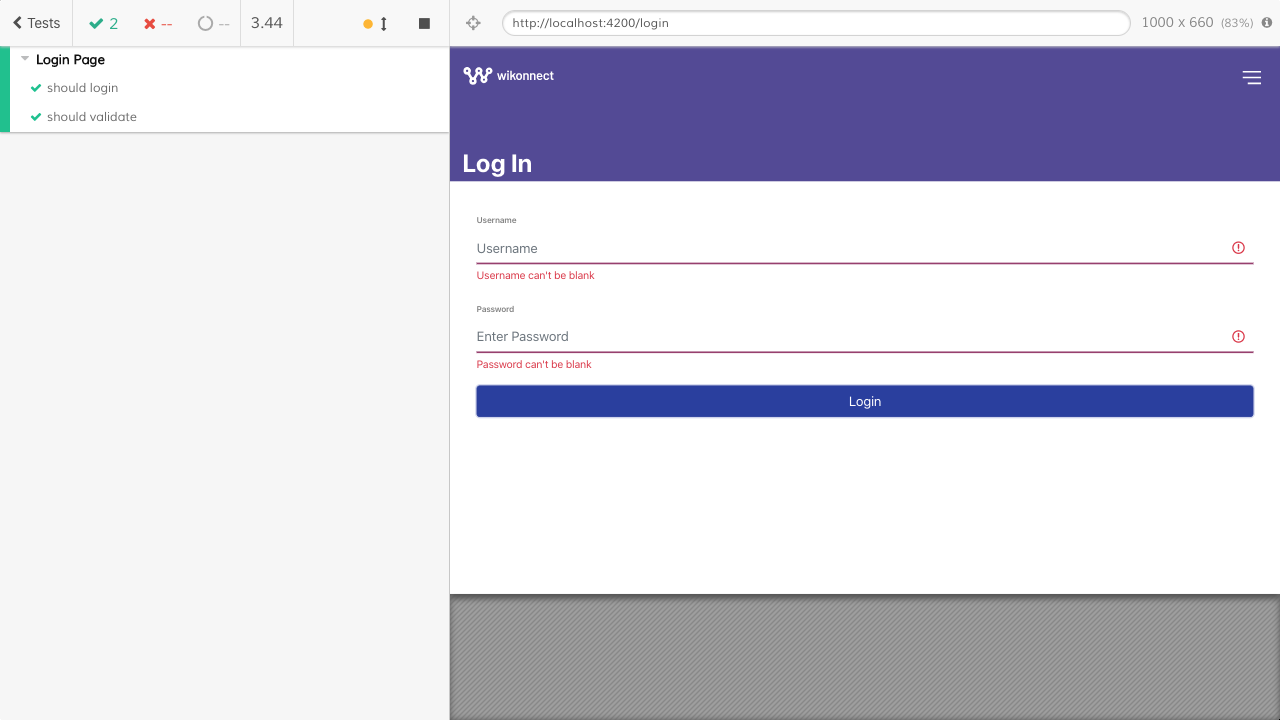 Tests 2 -- -- 3.44
http://localhost:4200/login 1000 x 660 (83%)
Login Page
should login
should validate
wikonnect
Log In
Username
Username
Username can't be blank
Password
Enter Password
Password can't be blank
Login